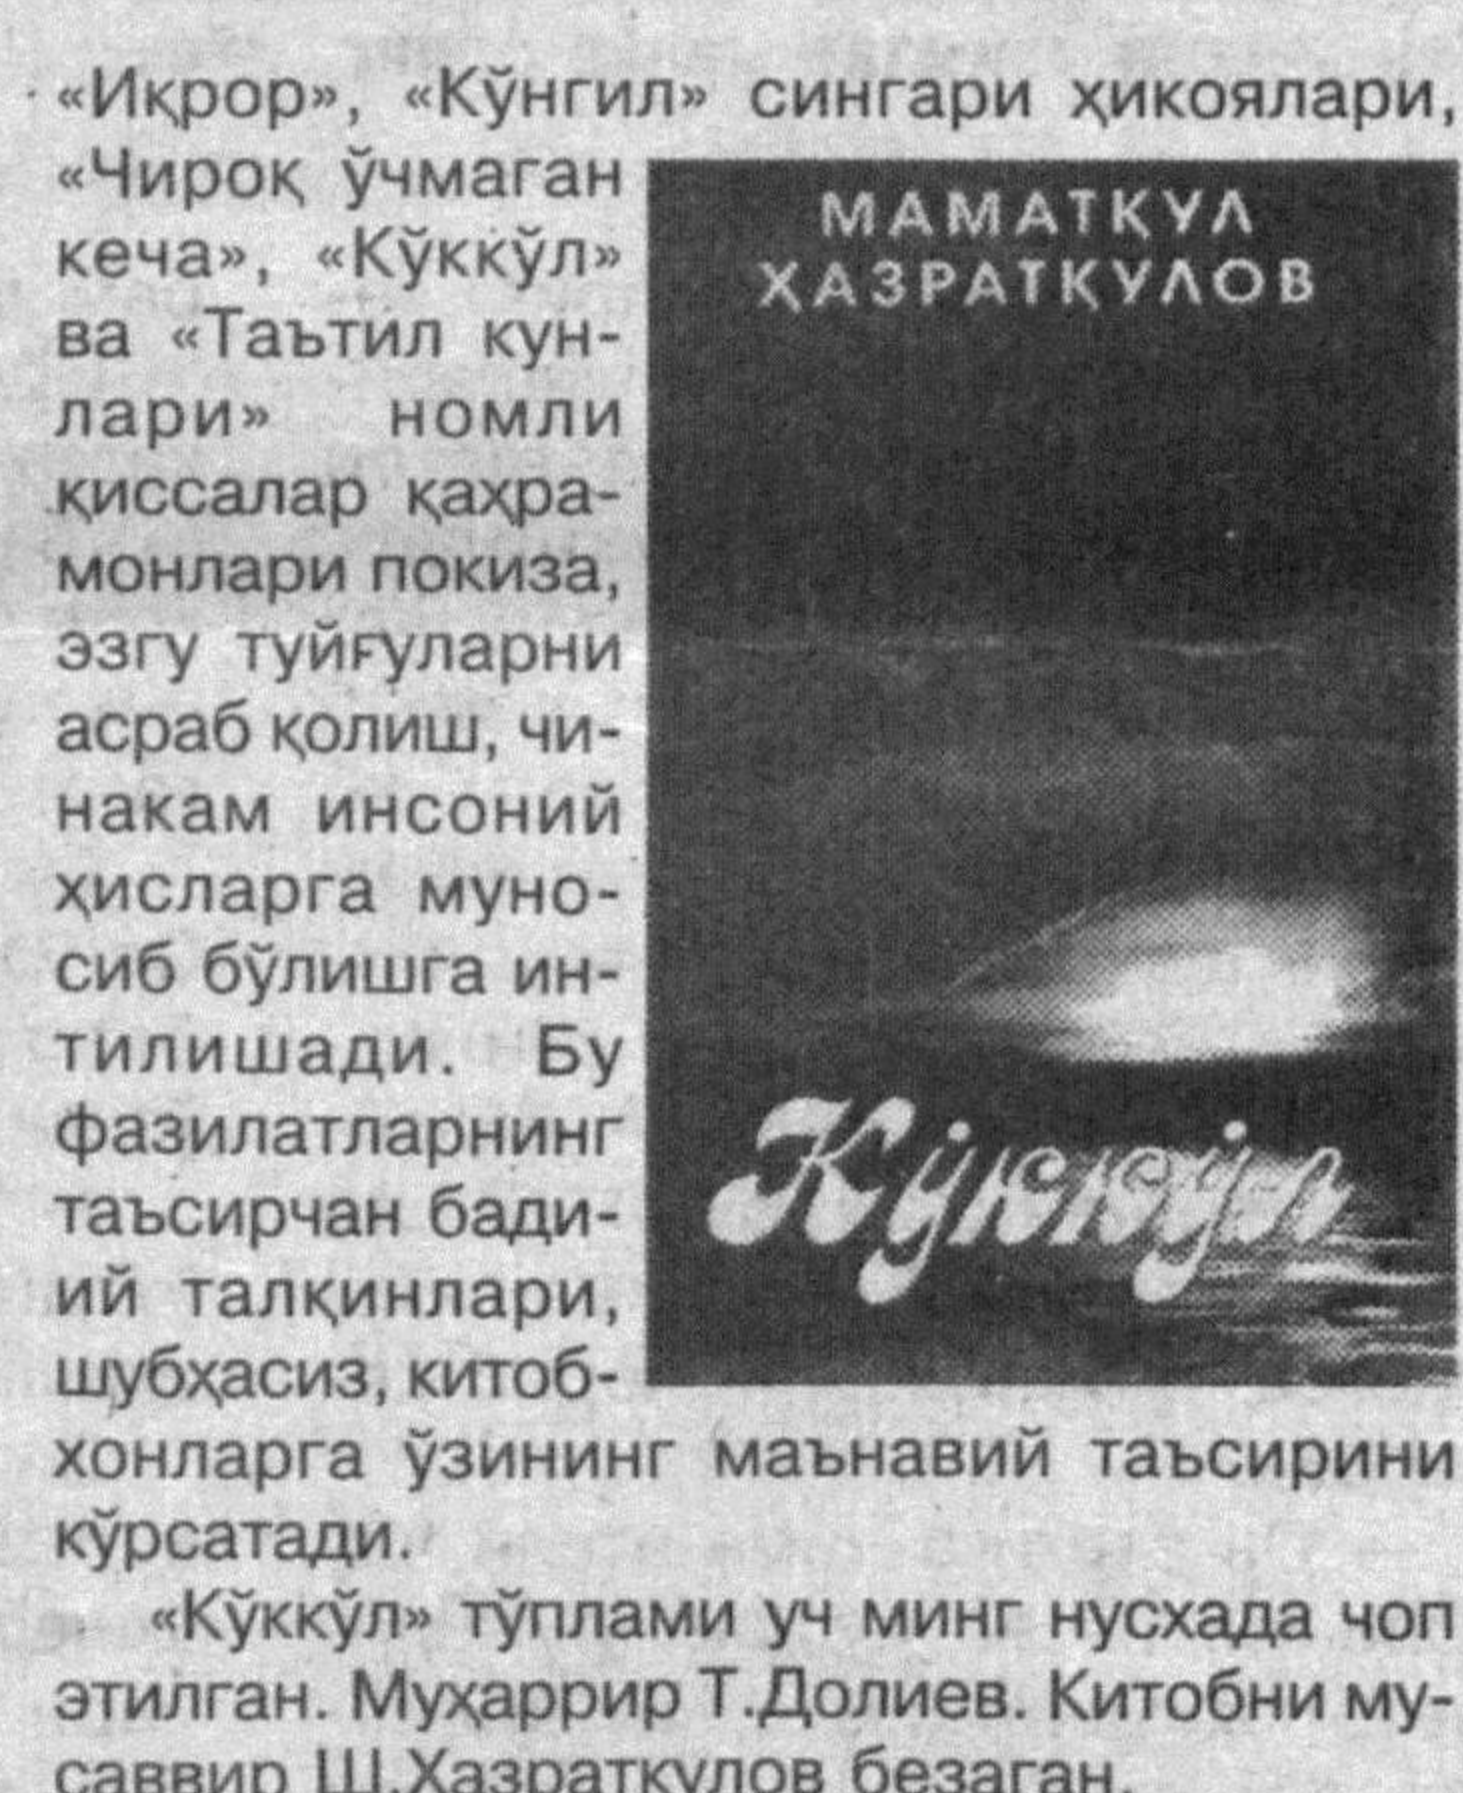 «Иқрор», «Кўнгил» сингари ҳикоялари,
«Чироқ ўчмаган
кеча», «Кўккўл»
ва «Таътил кун-
лари» номли
қиссалар қаҳра-
монлари покиза,
эзгу туйғуларни
асраб қолиш, чи-
накам инсоний
ҳисларга муно-
сиб бўлишга ин-
тилишади. Бу
фазилатларнинг
таъсирчан бади-
ий талқинлари,
шубҳасиз, китоб-
хонларга ўзининг маънавий таъсирини
кўрсатади.
«Кўккўл» тўплами уч минг нусхада чоп
этилган. Муҳаррир Т.Долиев. Китобни му-
саввир Ш.Ҳазратқулов безаган.
МАМАТҚУЛ
ҲАЗРАТҚУЛОВ
Кўккўл